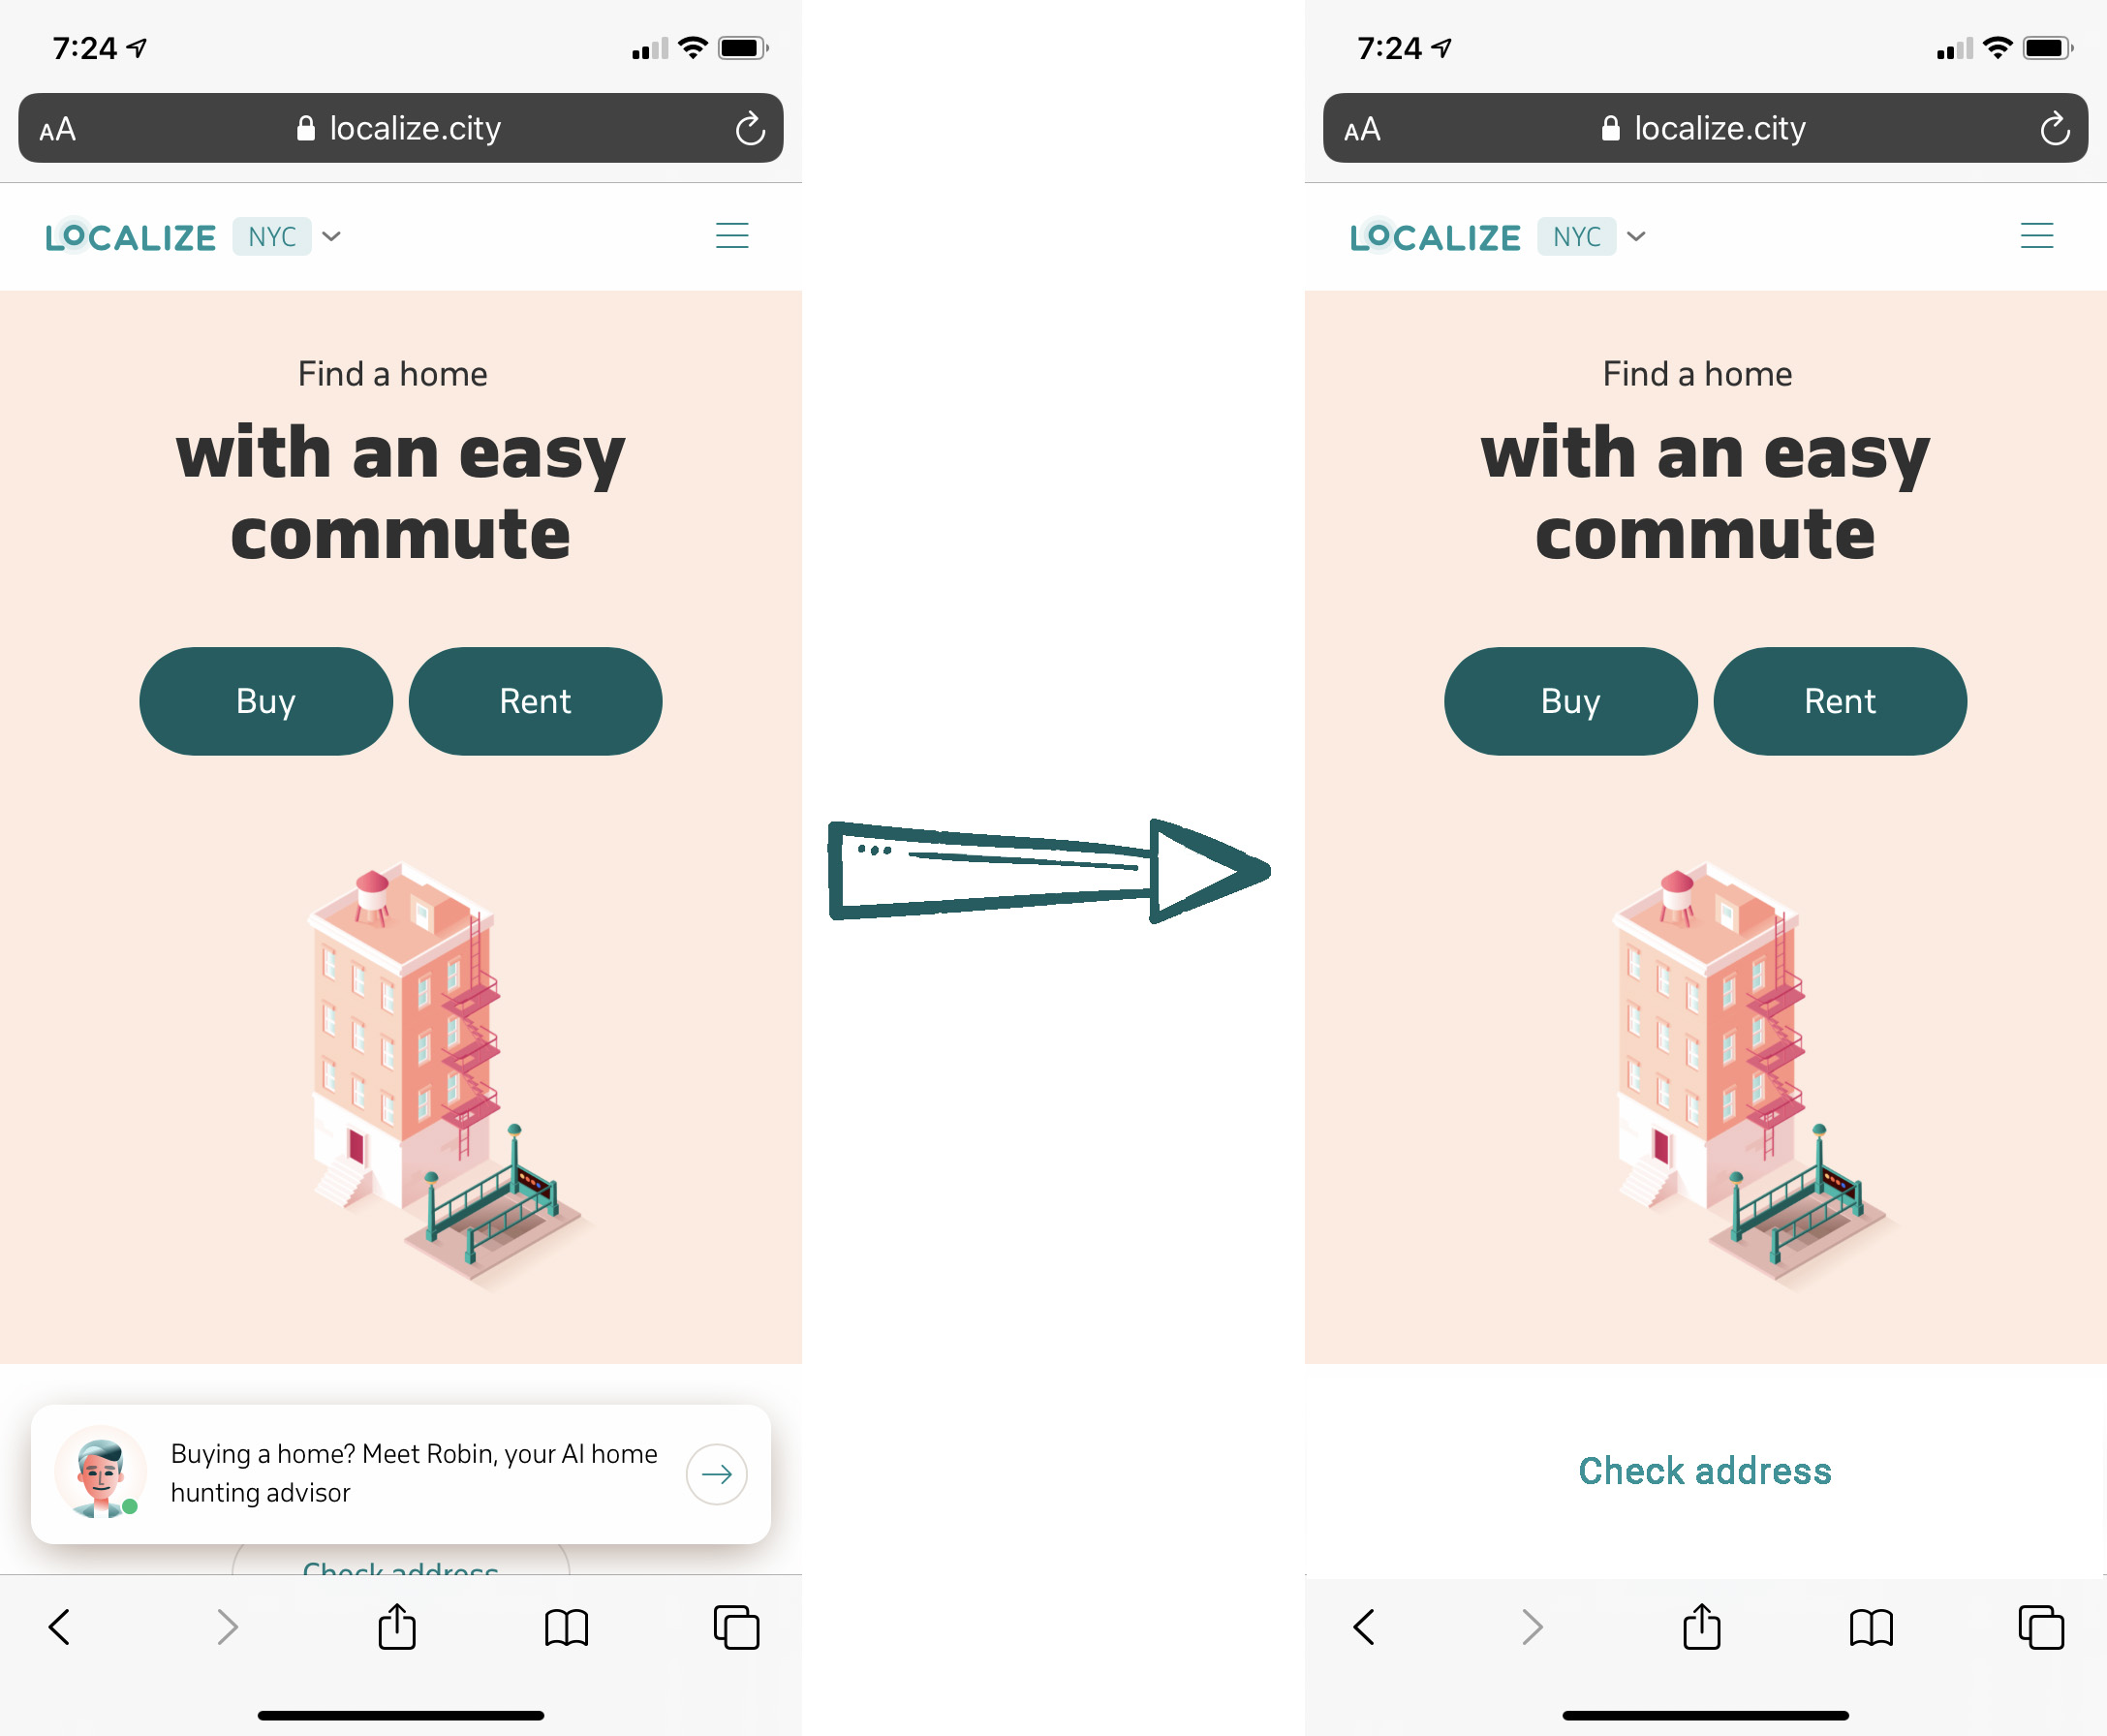 7:24
AA localize.city
LOCALIZE NYC
Find a home
with an easy
commute
Buy Rent
Buying a home? Meet Robin, your AI home
hunting advisor
Check address
7:24
AA localize.city
LOCALIZE NYC
Find a home
with an easy
commute
Buy Rent
Check address